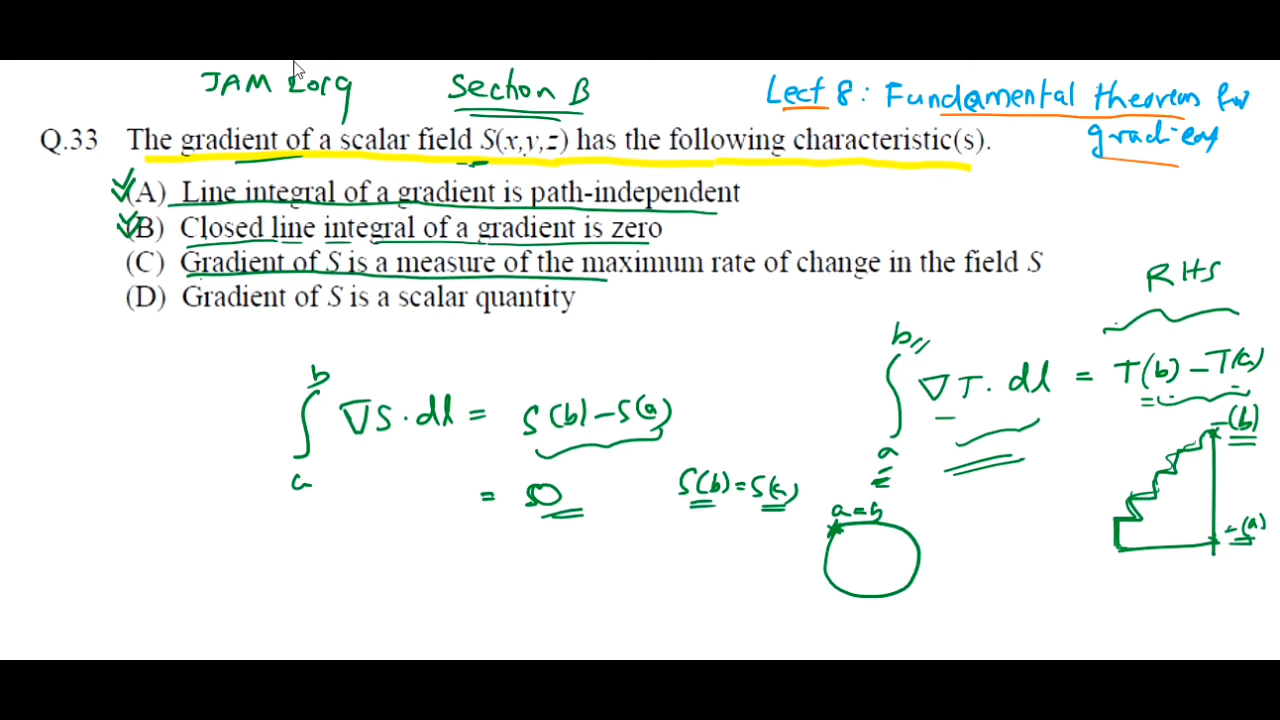 JAM 2019 Section B Lect 8: Fundamental theorem for
gradient
Q.33 The gradient of a scalar field S(x,y,z) has the following characteristic(s).
(A) Line integral of a gradient is path-independent
(B) Closed line integral of a gradient is zero
(C) Gradient of S is a measure of the maximum rate of change in the field S
(D) Gradient of S is a scalar quantity
RHS
∫ₐᵇ ∇S · dl = S(b) – S(a)
∫ₐᵇ ∇T · dl = T(b) – T(a)
= 0 S(b) = S(a)
a = b
(b)
(a)